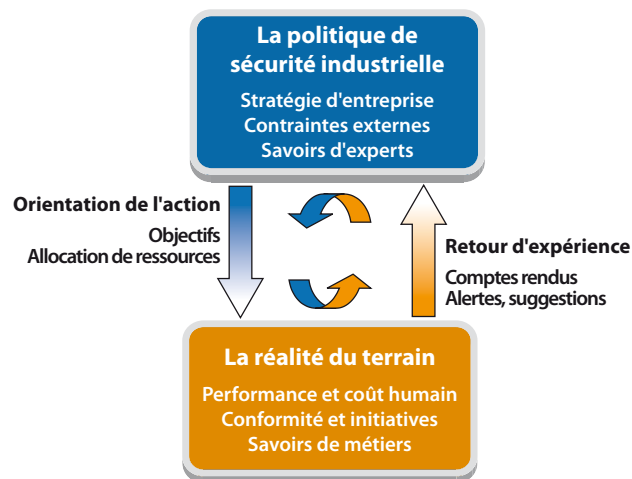 La politique de
sécurité industrielle
Stratégie d'entreprise
Contraintes externes
Savoirs d'experts
Orientation de l'action
Objectifs
Allocation de ressources
Retour d'expérience
Comptes rendus
Alertes, suggestions
La réalité du terrain
Performance et coût humain
Conformité et initiatives
Savoirs de métiers